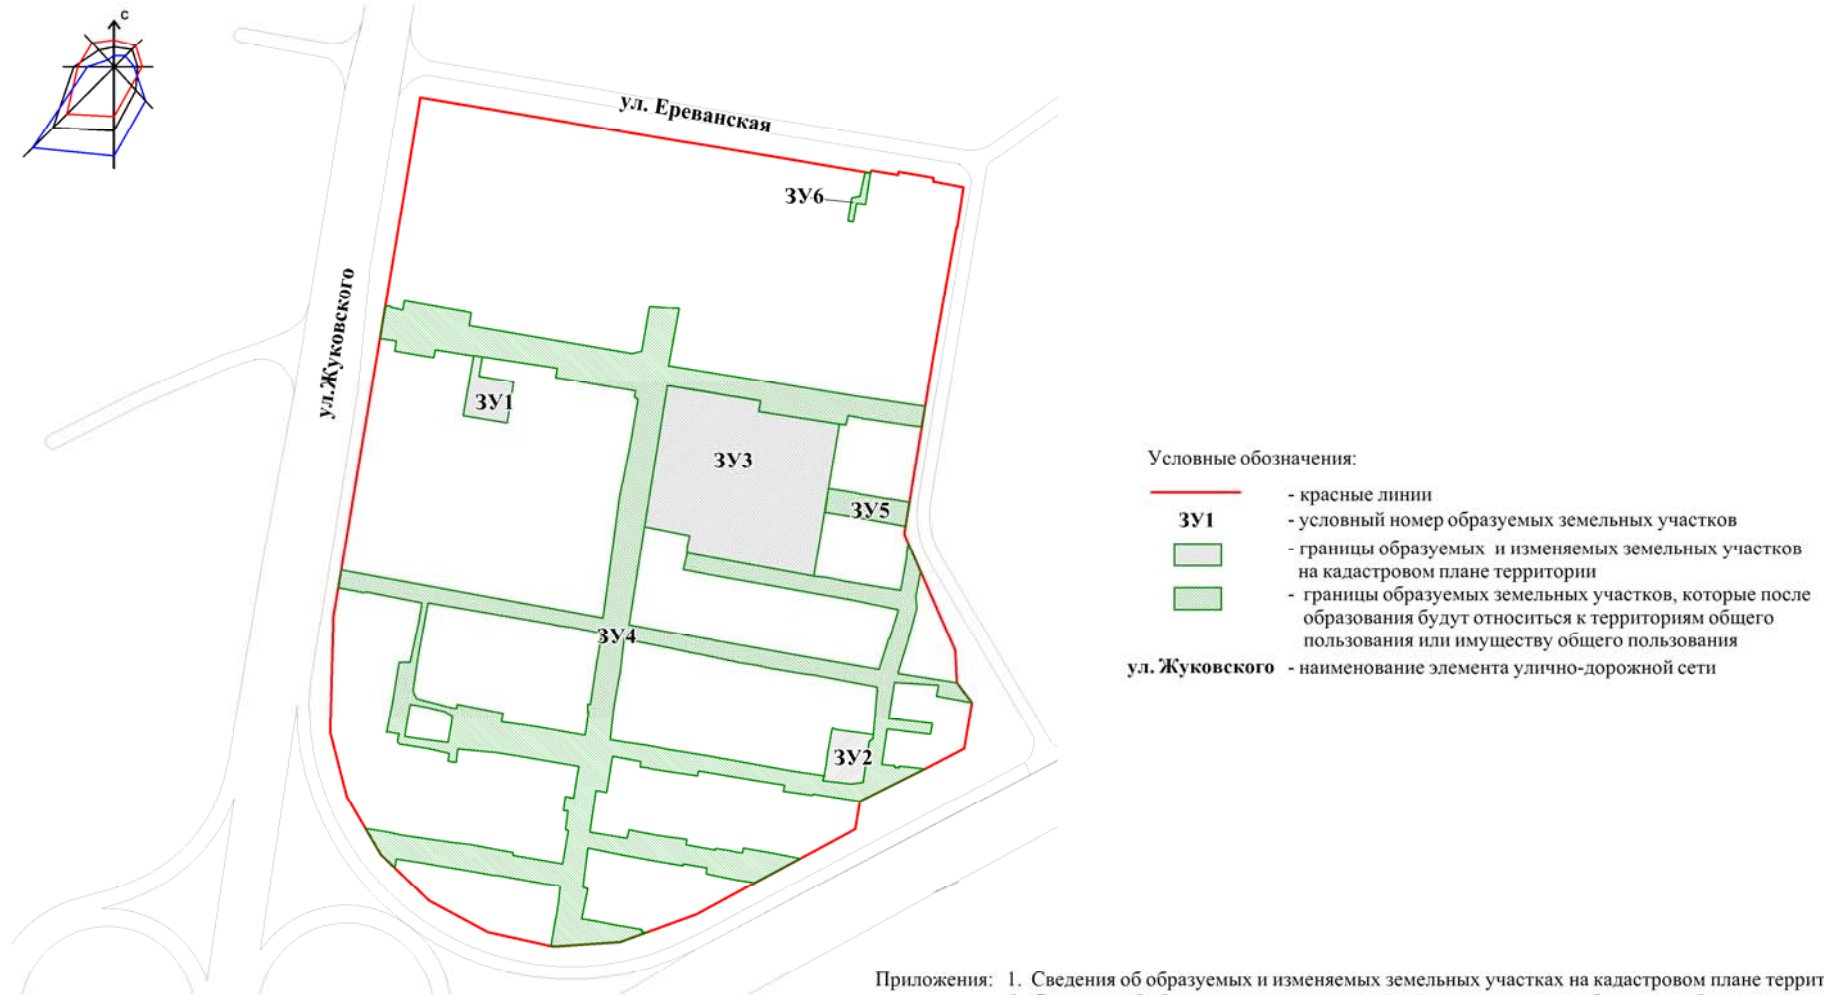 С
ул. Ереванская
ЗУ6
ул.Жуковского
ЗУ1
ЗУ3
ЗУ5
ЗУ4
ЗУ2
Условные обозначения:
- красные линии
ЗУ1 - условный номер образуемых земельных участков
- границы образуемых и изменяемых земельных участков
на кадастровом плане территории
- границы образуемых земельных участков, которые после
образования будут относиться к территориям общего
пользования или имуществу общего пользования
ул. Жуковского - наименование элемента улично-дорожной сети
Приложения: 1. Сведения об образуемых и изменяемых земельных участках на кадастровом плане террит